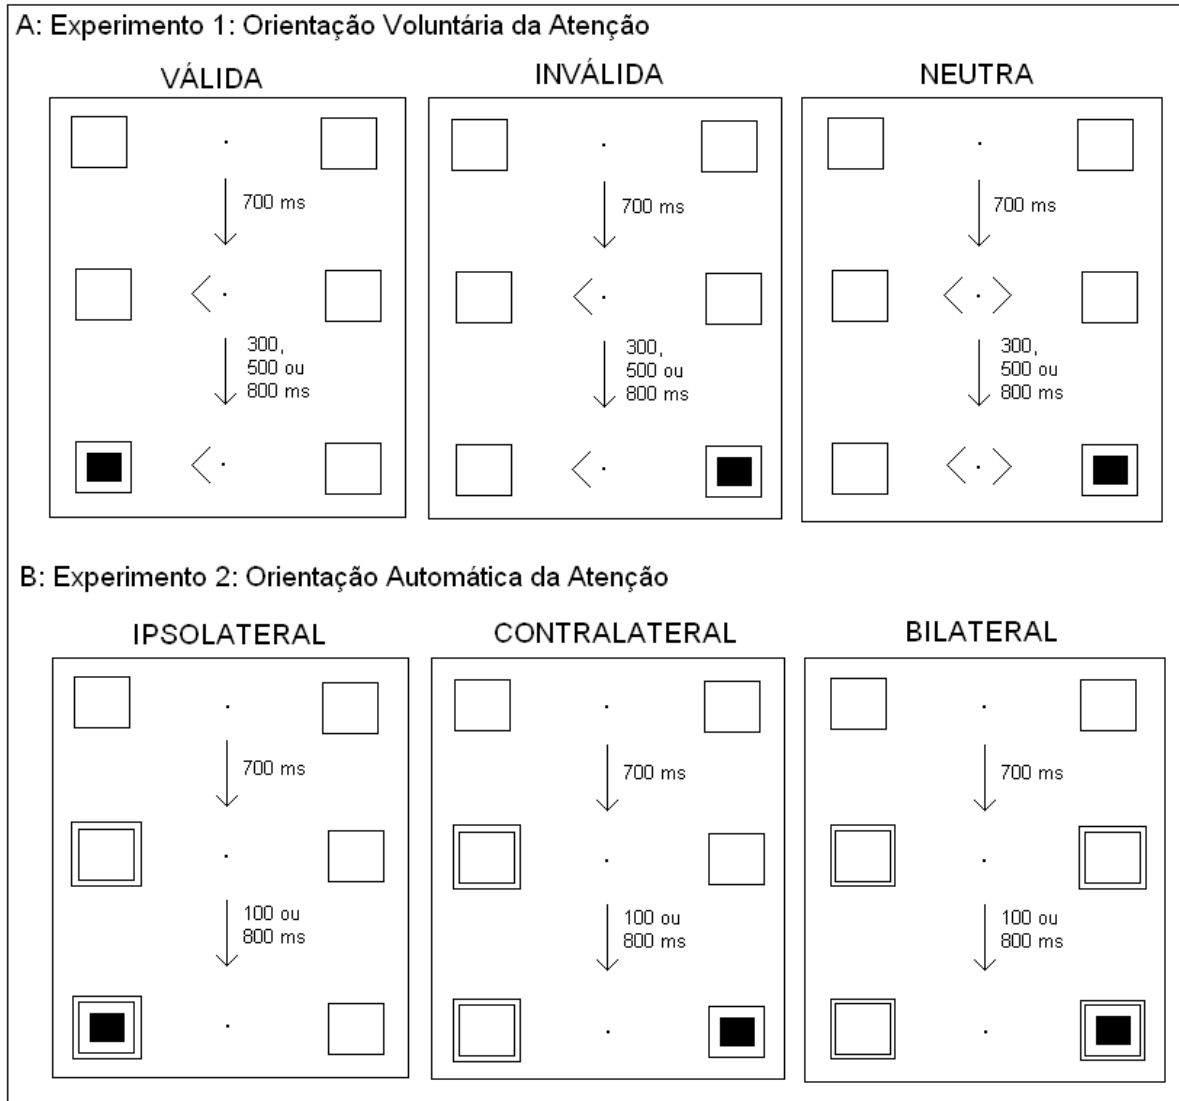 A: Experimento 1: Orientação Voluntária da Atenção
VÁLIDA
INVÁLIDA
NEUTRA
700 ms
700 ms
700 ms
300,
500 ou
800 ms
300,
500 ou
800 ms
300,
500 ou
800 ms
B: Experimento 2: Orientação Automática da Atenção
IPSOLATERAL
CONTRALATERAL
BILATERAL
700 ms
700 ms
700 ms
100 ou
800 ms
100 ou
800 ms
100 ou
800 ms